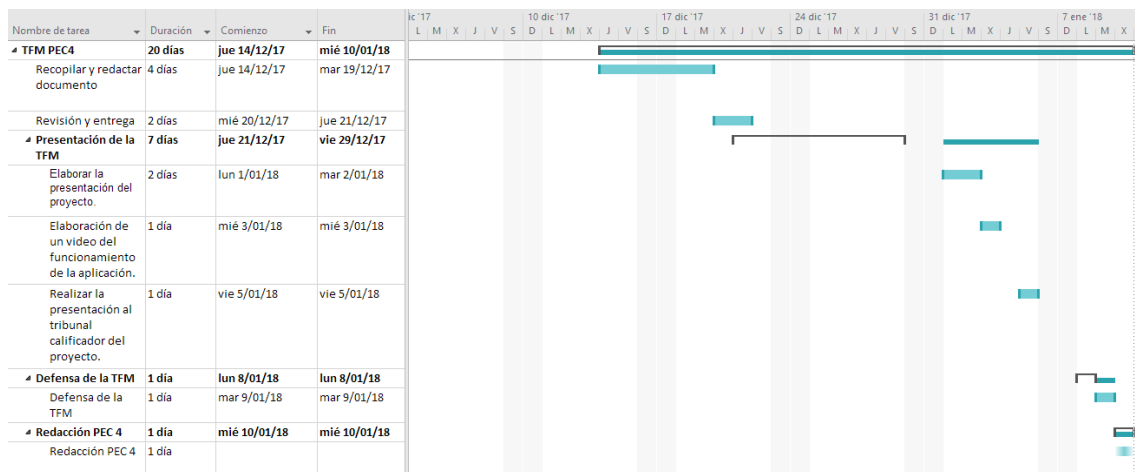 ic '17 10 dic '17 17 dic '17 24 dic '17 31 dic '17 7 ene '18
Nombre de tarea Duración Comienzo Fin L M X J V S D L M X J V S D L M X J V S D L M X J V S D L M X J V S D L M X
TFM PEC4 20 días jue 14/12/17 mié 10/01/18
Recopilar y redactar 4 días jue 14/12/17 mar 19/12/17
documento
Revisión y entrega 2 días mié 20/12/17 jue 21/12/17
Presentación de la 7 días jue 21/12/17 vie 29/12/17
TFM
Elaborar la 2 días lun 1/01/18 mar 2/01/18
presentación del
proyecto.
Elaboración de 1 día mié 3/01/18 mié 3/01/18
un video del
funcionamiento
de la aplicación.
Realizar la 1 día vie 5/01/18 vie 5/01/18
presentación al
tribunal
calificador del
proyecto.
Defensa de la TFM 1 día lun 8/01/18 lun 8/01/18
Defensa de la 1 día mar 9/01/18 mar 9/01/18
TFM
Redacción PEC 4 1 día mié 10/01/18 mié 10/01/18
Redacción PEC 4 1 día